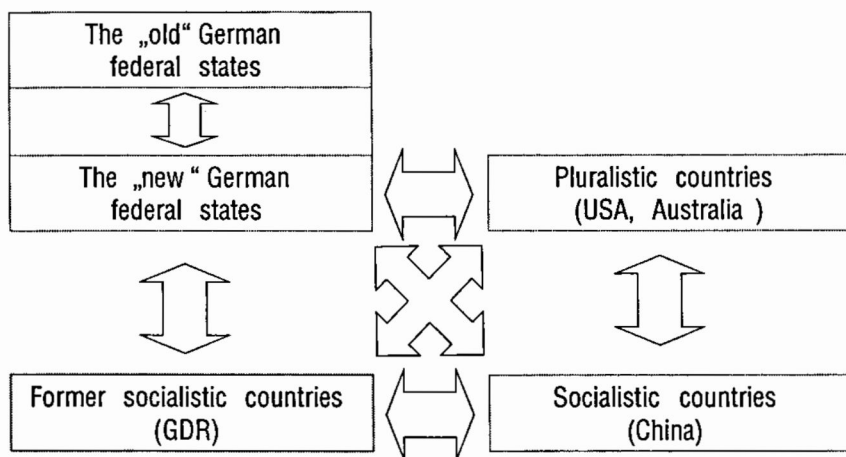 The „old“ German
federal states
The „new “ German
federal states
Pluralistic countries
(USA, Australia )
Former socialistic countries
(GDR)
Socialistic countries
(China)